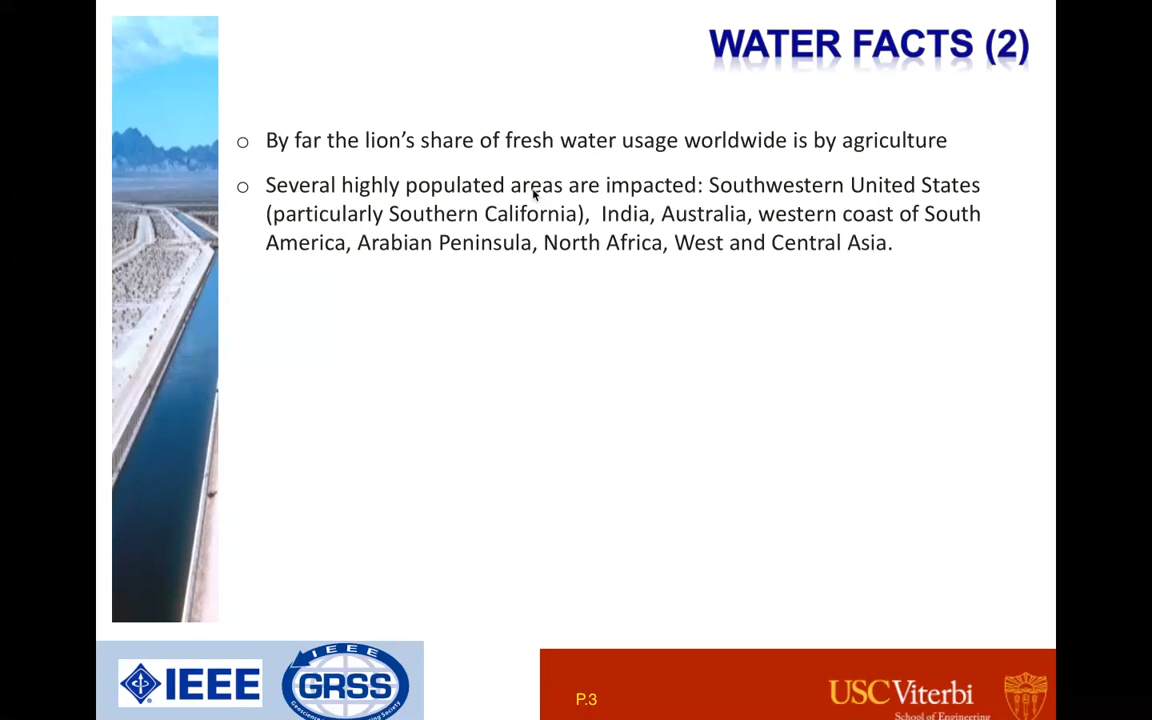 WATER FACTS (2)
o By far the lion's share of fresh water usage worldwide is by agriculture
o Several highly populated areas are impacted: Southwestern United States
(particularly Southern California), India, Australia, western coast of South
America, Arabian Peninsula, North Africa, West and Central Asia.
IEEE
IEEE
GRSS
P.3
USC Viterbi
School of Engineering